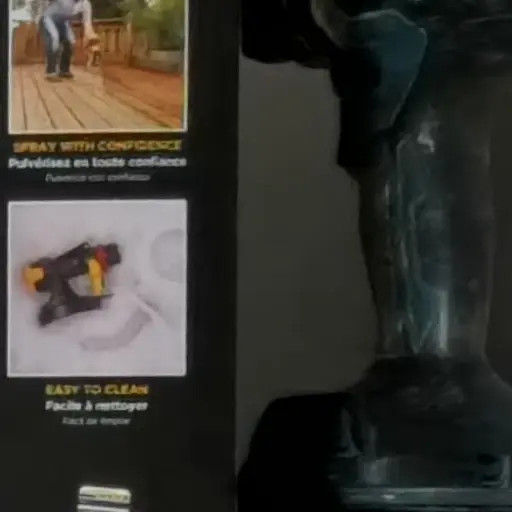 SPRAY WITH CONFIDENCE
Pulvérisez en toute confiance
EASY TO CLEAN
Facile à nettoyer